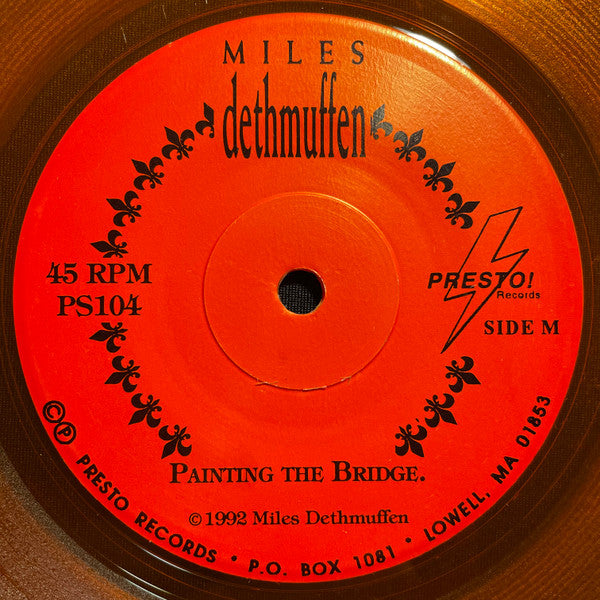 MILES
dethmuffen
45 RPM
PS104
PRESTO!
Records
SIDE M
PAINTING THE BRIDGE.
©1992 Miles Dethmuffen
©℗ PRESTO RECORDS • P.O. BOX 1081 • LOWELL, MA 01853